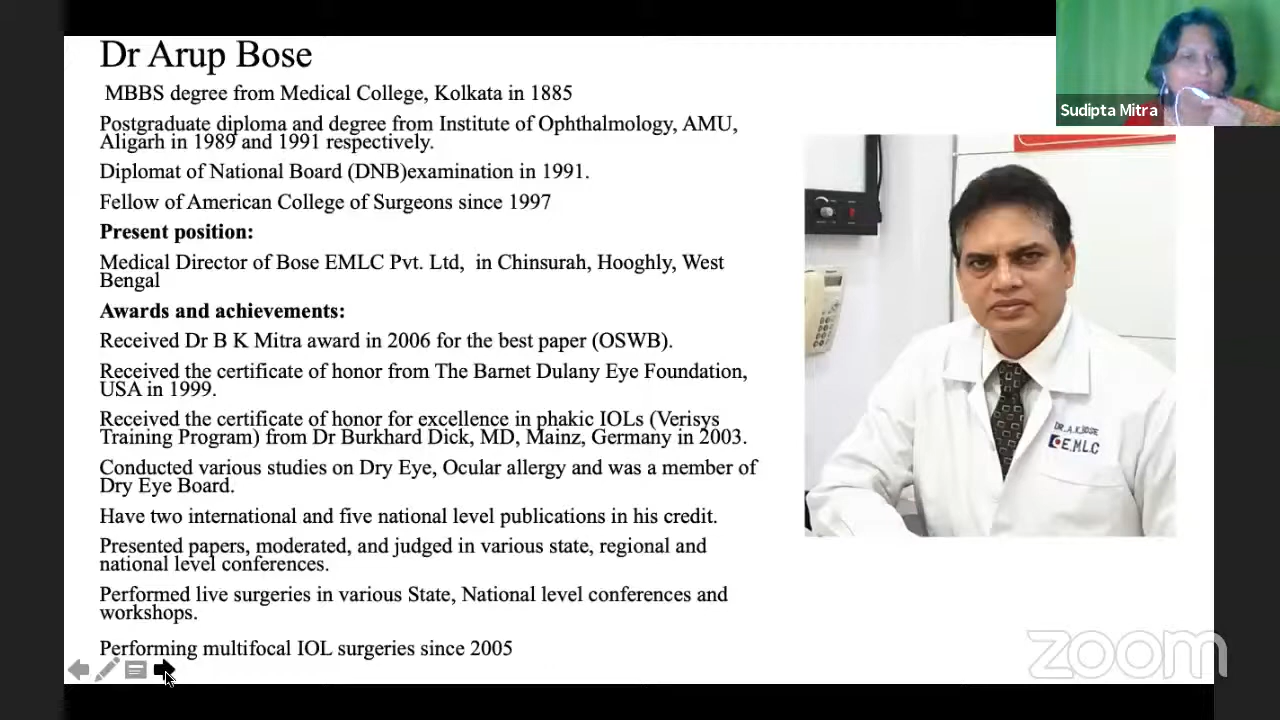 Dr Arup Bose
MBBS degree from Medical College, Kolkata in 1885
Postgraduate diploma and degree from Institute of Ophthalmology, AMU,
Aligarh in 1989 and 1991 respectively.
Diplomat of National Board (DNB)examination in 1991.
Fellow of American College of Surgeons since 1997
Present position:
Medical Director of Bose EMLC Pvt. Ltd, in Chinsurah, Hooghly, West
Bengal
Awards and achievements:
Received Dr B K Mitra award in 2006 for the best paper (OSWB).
Received the certificate of honor from The Barnet Dulany Eye Foundation,
USA in 1999.
Received the certificate of honor for excellence in phakic IOLs (Verisys
Training Program) from Dr Burkhard Dick, MD, Mainz, Germany in 2003.
Conducted various studies on Dry Eye, Ocular allergy and was a member of
Dry Eye Board.
Have two international and five national level publications in his credit.
Presented papers, moderated, and judged in various state, regional and
national level conferences.
Performed live surgeries in various State, National level conferences and
workshops.
Performing multifocal IOL surgeries since 2005
Sudipta Mitra
DR. A. K. BOSE
E.M.L.C
zoom